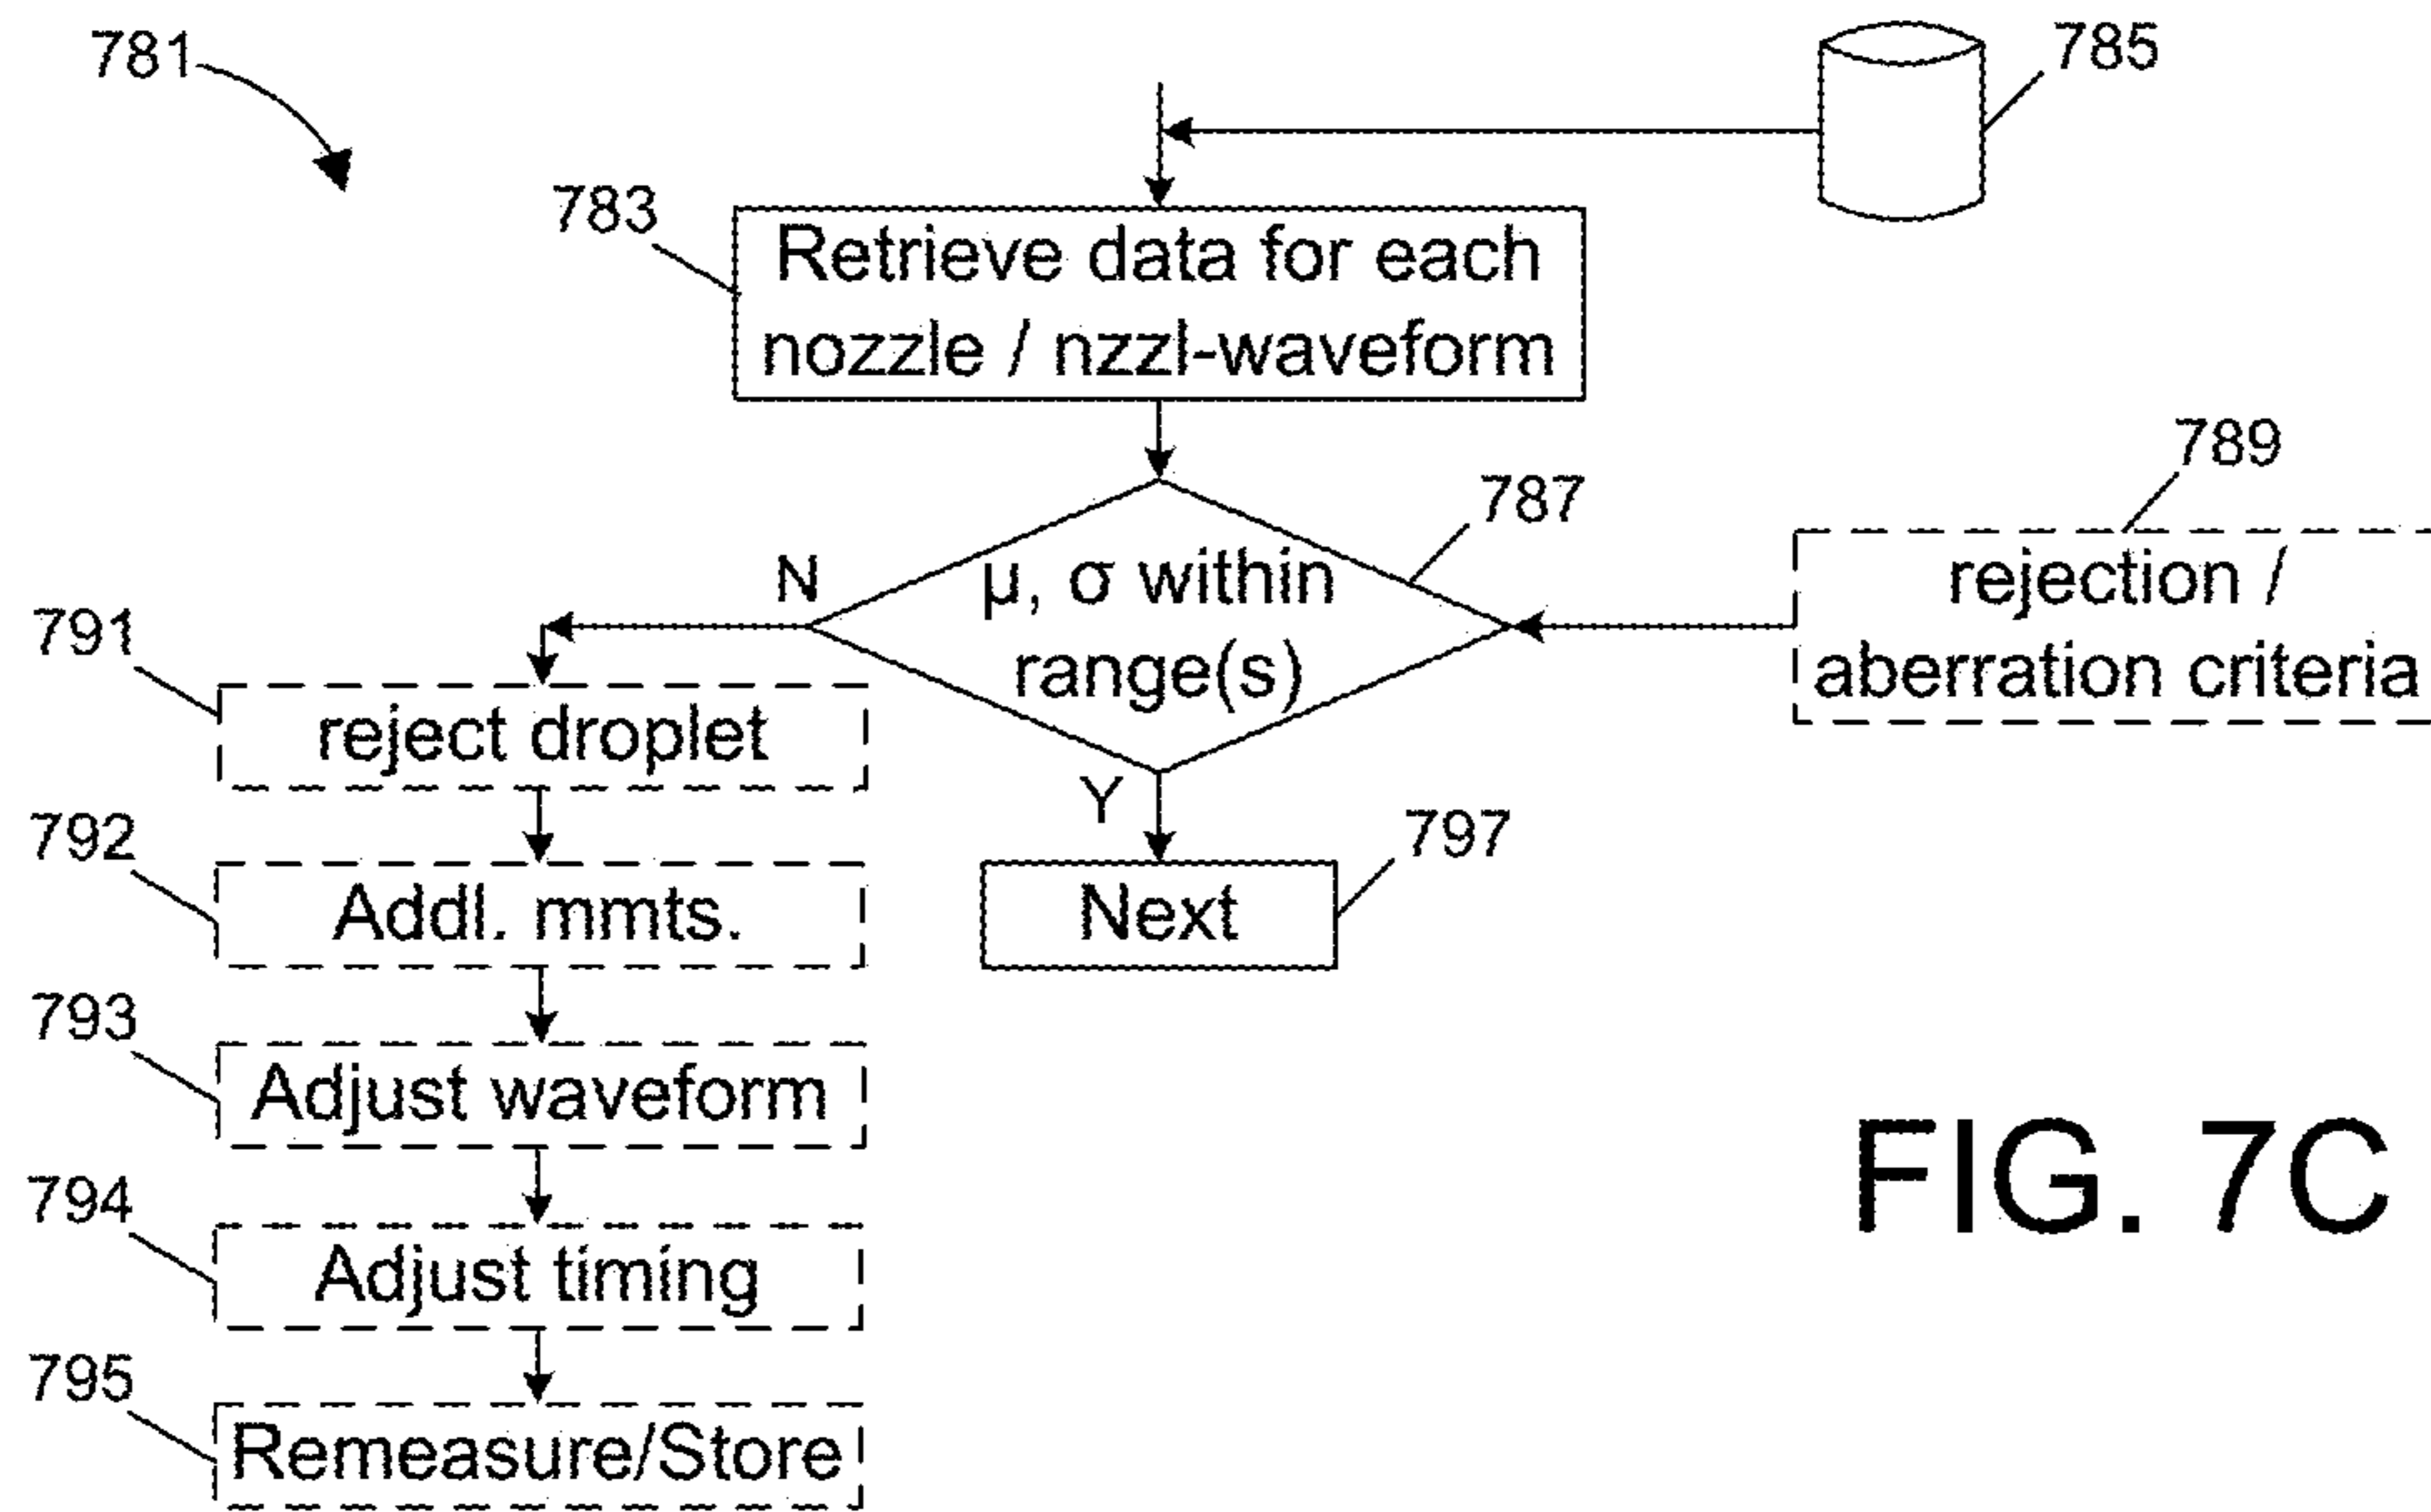 781
785
783
Retrieve data for each
nozzle / nzzl-waveform
789
787
N
μ, σ within
range(s)
rejection /
aberration criteria
791
reject droplet
Y
792
Addl. mmts.
797
Next
793
Adjust waveform
794
Adjust timing
795
Remeasure/Store
FIG. 7C